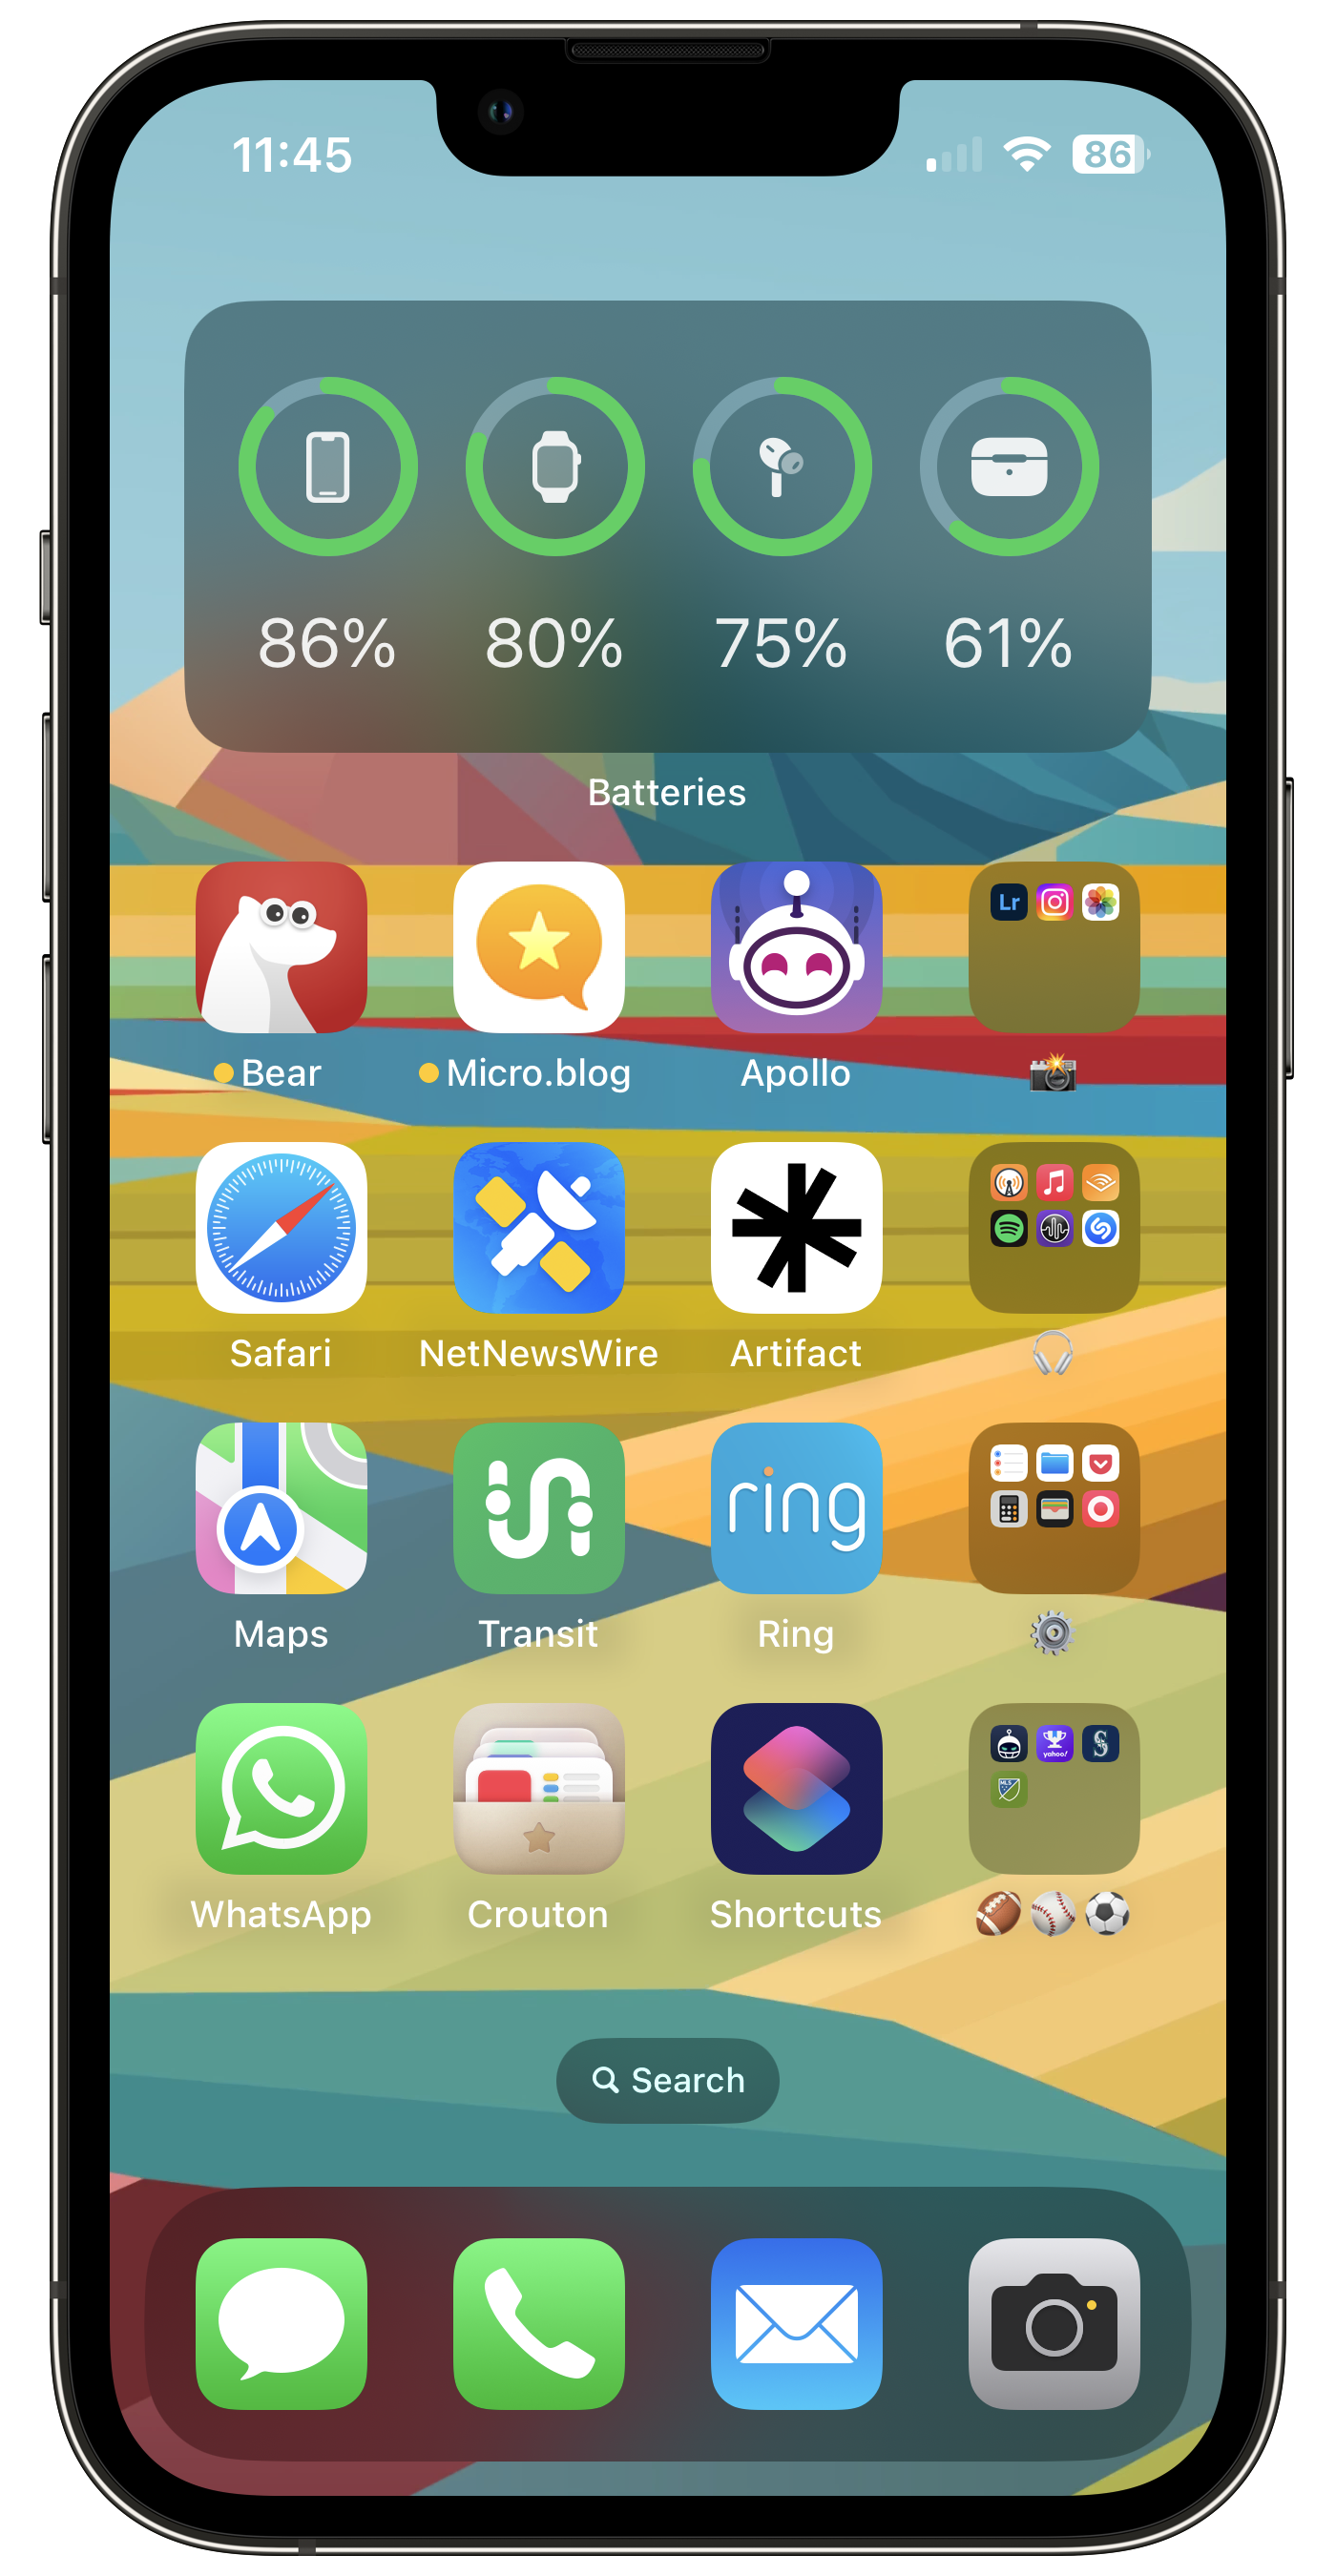 11:45 86
86% 80% 75% 61%
Batteries
Lr
Bear Micro.blog Apollo
Safari NetNewsWire Artifact
ring
Maps Transit Ring
yahoo! S
MLS
WhatsApp Crouton Shortcuts
Search